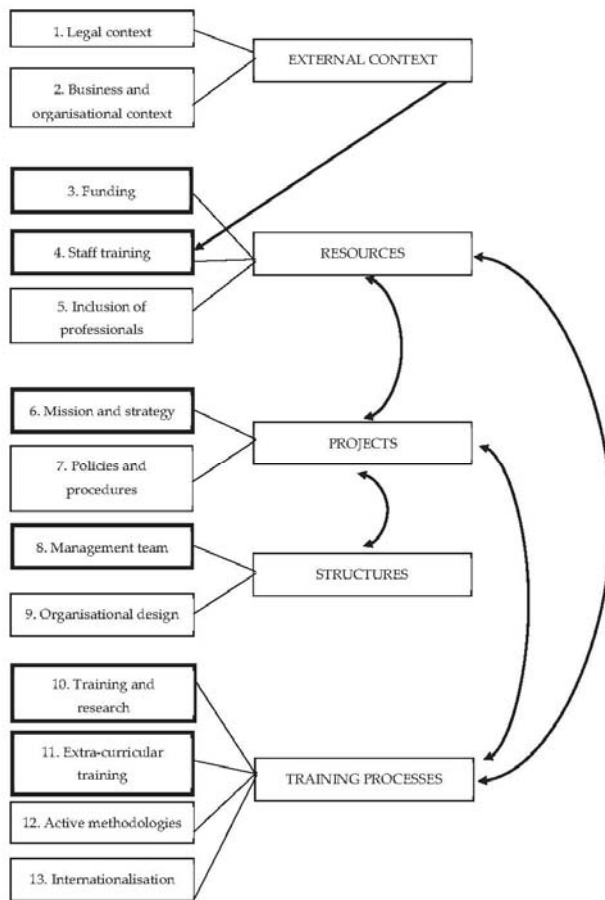 1. Legal context
2. Business and
organisational context
EXTERNAL CONTEXT
3. Funding
4. Staff training
5. Inclusion of
professionals
RESOURCES
6. Mission and strategy
7. Policies and
procedures
PROJECTS
8. Management team
9. Organisational design
STRUCTURES
10. Training and
research
11. Extra-curricular
training
12. Active methodologies
13. Internationalisation
TRAINING PROCESSES